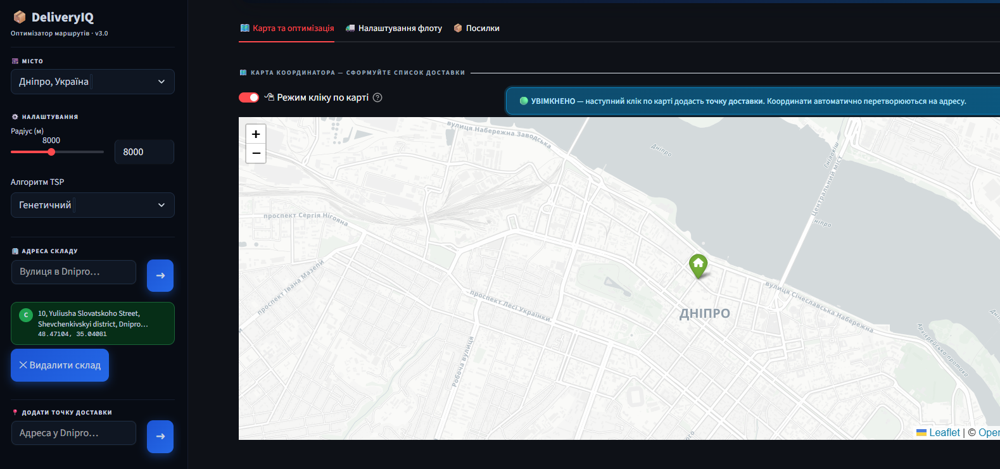 DeliveryIQ
Оптимізатор маршрутів · v3.0
МІСТО
Дніпро, Україна
НАЛАШТУВАННЯ
Радіус (м)
8000
8000
Алгоритм TSP
Генетичний
АДРЕСА СКЛАДУ
Вулиця в Dnipro...
→
С
10, Yuliusha Slovatskoho Street,
Shevchenkivskyi district, Dnipro...
48.47104, 35.04081
✕ Видалити склад
ДОДАТИ ТОЧКУ ДОСТАВКИ
Адреса у Dnipro...
→
Карта та оптимізація
Налаштування флоту
Посилки
КАРТА КООРДИНАТОРА — СФОРМУЙТЕ СПИСОК ДОСТАВКИ
Режим кліку по карті ?
УВІМКНЕНО — наступний клік по карті додасть точку доставки. Координати автоматично перетворюються на адресу.
+
−
вулиця Набережна Заводська
Дніпро
Гнілокіш
Центральний міст
ніпро
проспект Сергія Нігояна
проспект Івана Мазепи
проспект Лесі Українки
вулиця Січеславська Набережна
ДНІПРО
Робоча вулиця
Архієрейська протока
Leaflet | © Oper